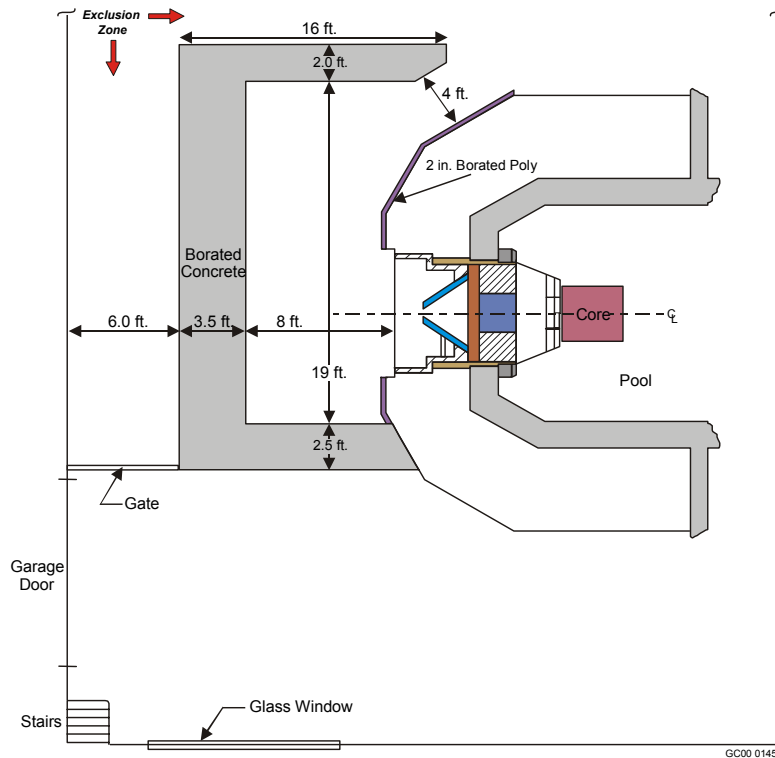 Exclusion
Zone
16 ft.
2.0 ft.
4 ft.
2 in. Borated Poly
Borated
Concrete
6.0 ft.
3.5 ft.
8 ft.
Core
CL
19 ft.
Pool
2.5 ft.
Gate
Garage
Door
Stairs
Glass Window
GC00 0145